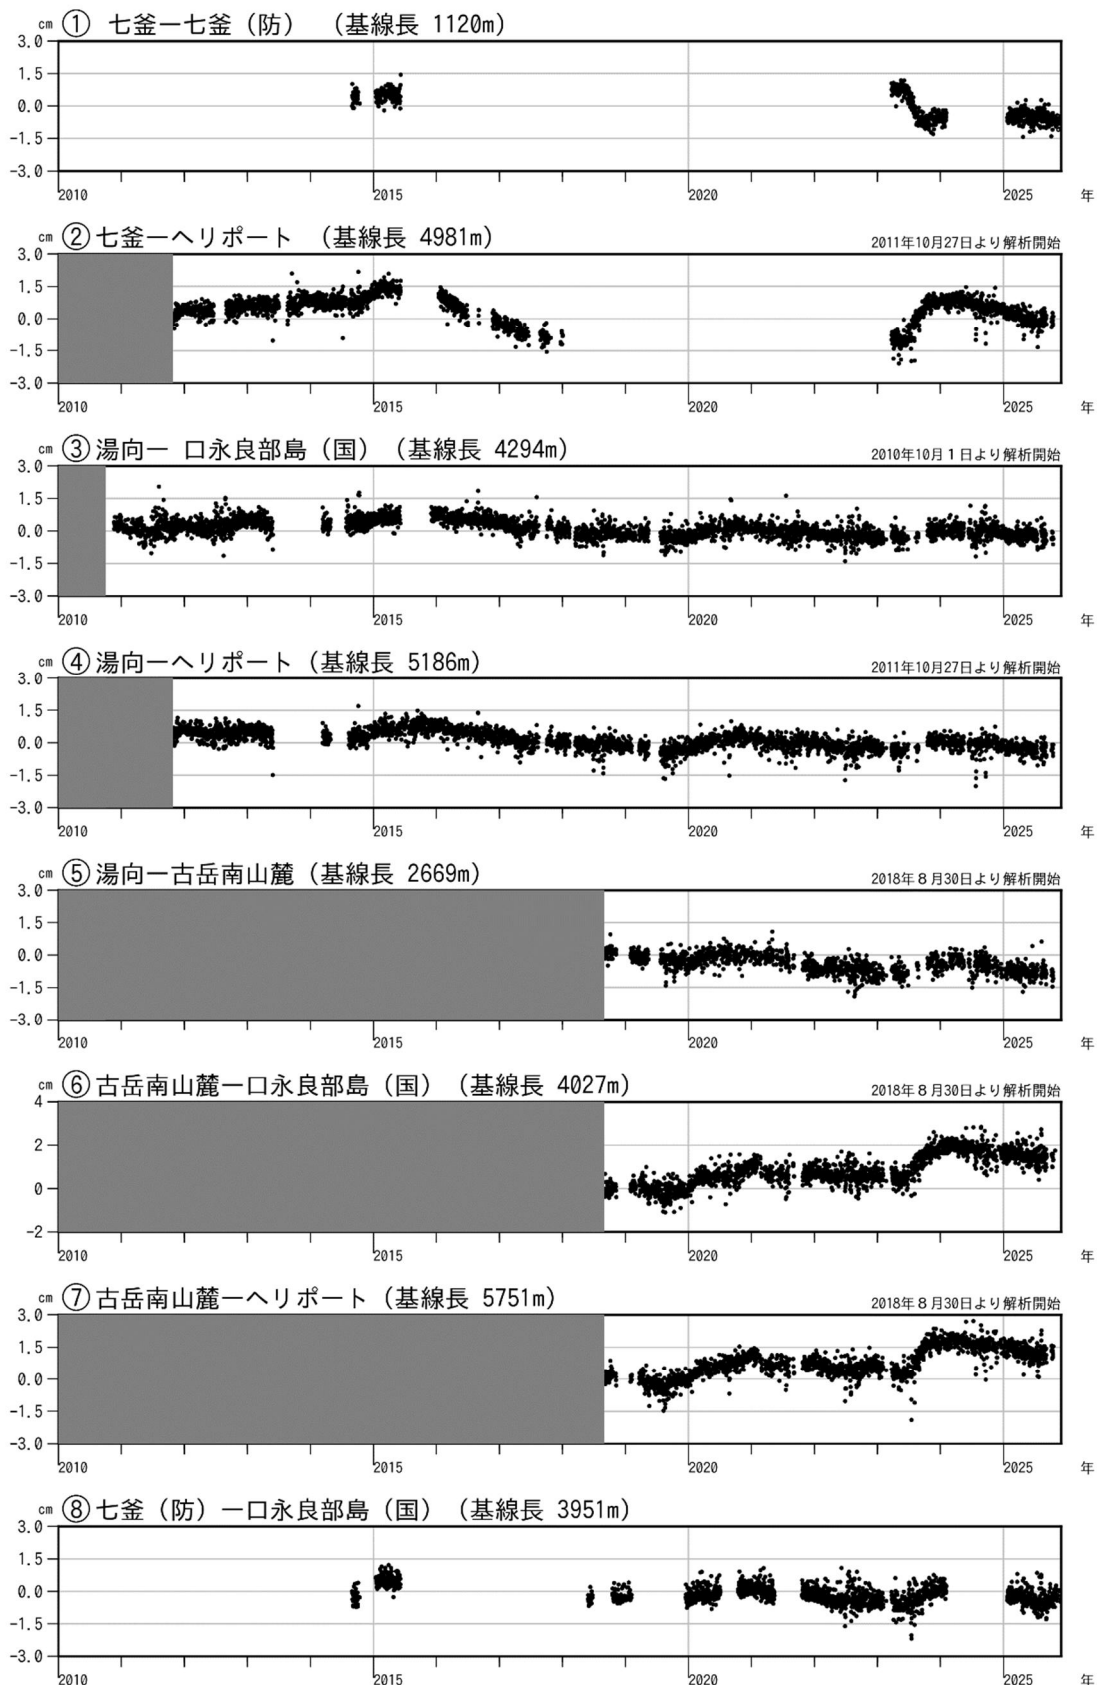 cm ① 七釜ー七釜（防） （基線長 1120m）
3.0
1.5
0.0
-1.5
-3.0
2010 2015 2020 2025 年
cm ②七釜ーヘリポート （基線長 4981m） 2011年10月27日より解析開始
3.0
1.5
0.0
-1.5
-3.0
2010 2015 2020 2025 年
cm ③湯向ー 口永良部島（国）（基線長 4294m） 2010年10月１日より解析開始
3.0
1.5
0.0
-1.5
-3.0
2010 2015 2020 2025 年
cm ④湯向ーヘリポート（基線長 5186m） 2011年10月27日より解析開始
3.0
1.5
0.0
-1.5
-3.0
2010 2015 2020 2025 年
cm ⑤湯向ー古岳南山麓（基線長 2669m） 2018年８月30日より解析開始
3.0
1.5
0.0
-1.5
-3.0
2010 2015 2020 2025 年
cm ⑥古岳南山麓ー口永良部島（国）（基線長 4027m） 2018年８月30日より解析開始
4
2
0
-2
2010 2015 2020 2025 年
cm ⑦古岳南山麓ーヘリポート（基線長 5751m） 2018年８月30日より解析開始
3.0
1.5
0.0
-1.5
-3.0
2010 2015 2020 2025 年
cm ⑧七釜（防）ー口永良部島（国）（基線長 3951m）
3.0
1.5
0.0
-1.5
-3.0
2010 2015 2020 2025 年